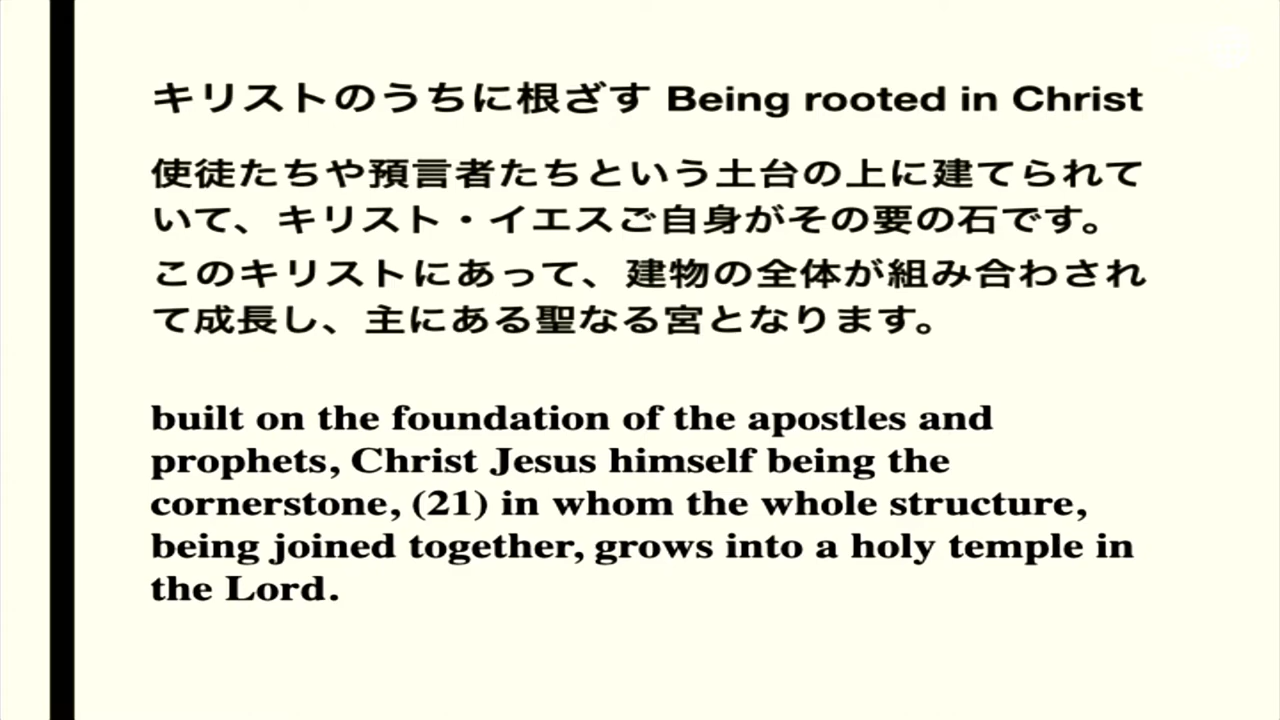 キリストのうちに根ざす Being rooted in Christ
使徒たちや預言者たちという土台の上に建てられて
いて、キリスト・イエスご自身がその要の石です。
このキリストにあって、建物の全体が組み合わされ
て成長し、主にある聖なる宮となります。
built on the foundation of the apostles and
prophets, Christ Jesus himself being the
cornerstone, (21) in whom the whole structure,
being joined together, grows into a holy temple in
the Lord.